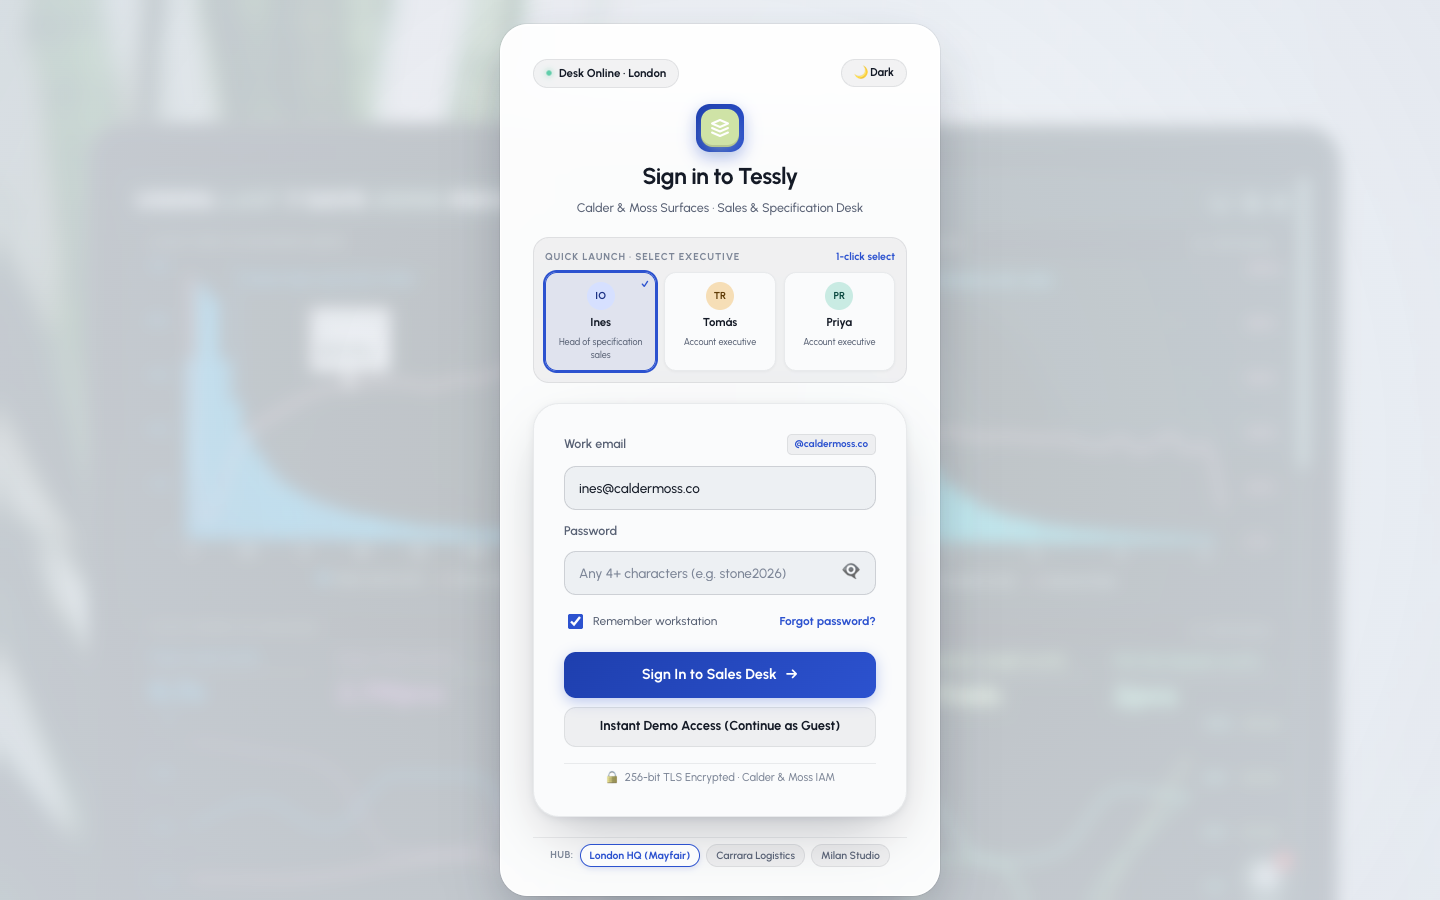 Desk Online · London
🌙 Dark
Sign in to Tessly
Calder & Moss Surfaces · Sales & Specification Desk
QUICK LAUNCH · SELECT EXECUTIVE
1-click select
IO
Ines
Head of specification
sales
TR
Tomás
Account executive
PR
Priya
Account executive
Work email
@caldermoss.co
ines@caldermoss.co
Password
Any 4+ characters (e.g. stone2026)
Remember workstation
Forgot password?
Sign In to Sales Desk →
Instant Demo Access (Continue as Guest)
🔒 256-bit TLS Encrypted · Calder & Moss IAM
HUB:
London HQ (Mayfair)
Carrara Logistics
Milan Studio